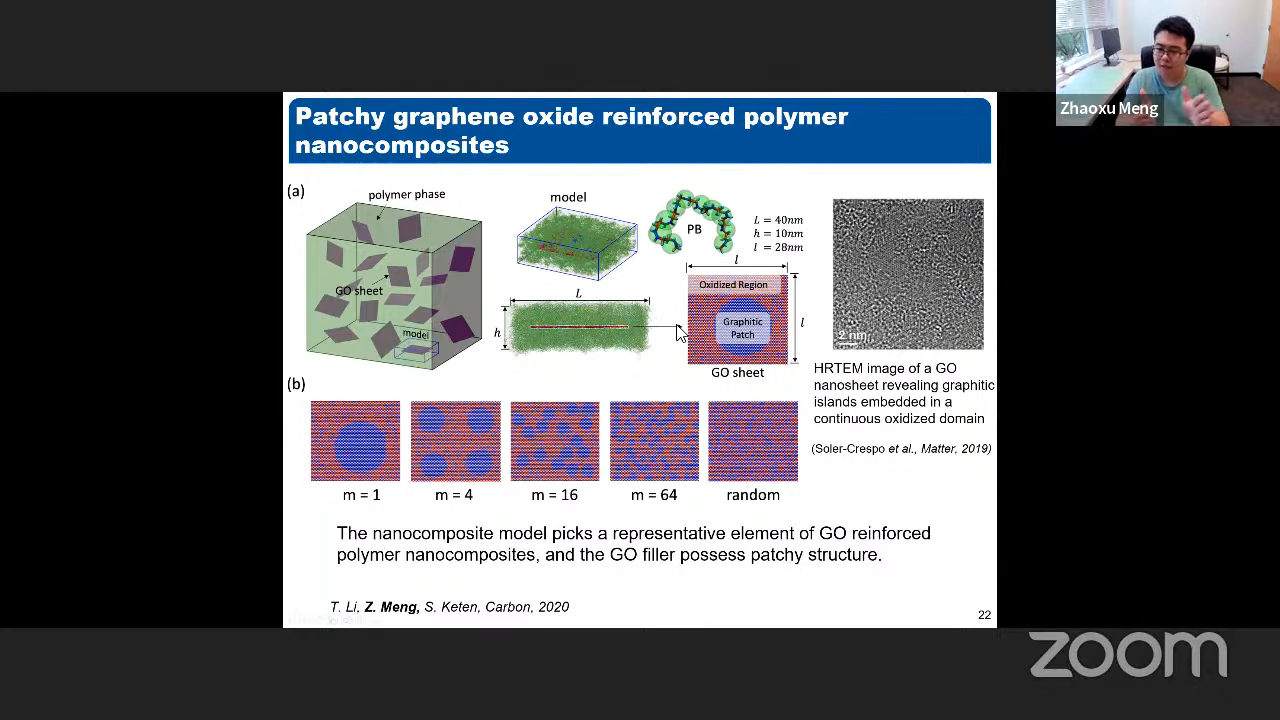 Zhaoxu Meng
Patchy graphene oxide reinforced polymer
nanocomposites
(a)
polymer phase
GO sheet
model
model
PB
L = 40nm
h = 10nm
l = 28nm
L
h
l
l
Oxidized Region
Graphitic
Patch
GO sheet
2 nm
HRTEM image of a GO
nanosheet revealing graphitic
islands embedded in a
continuous oxidized domain
(Soler-Crespo et al., Matter, 2019)
(b)
m = 1
m = 4
m = 16
m = 64
random
The nanocomposite model picks a representative element of GO reinforced
polymer nanocomposites, and the GO filler possess patchy structure.
T. Li, Z. Meng, S. Keten, Carbon, 2020
22
zoom